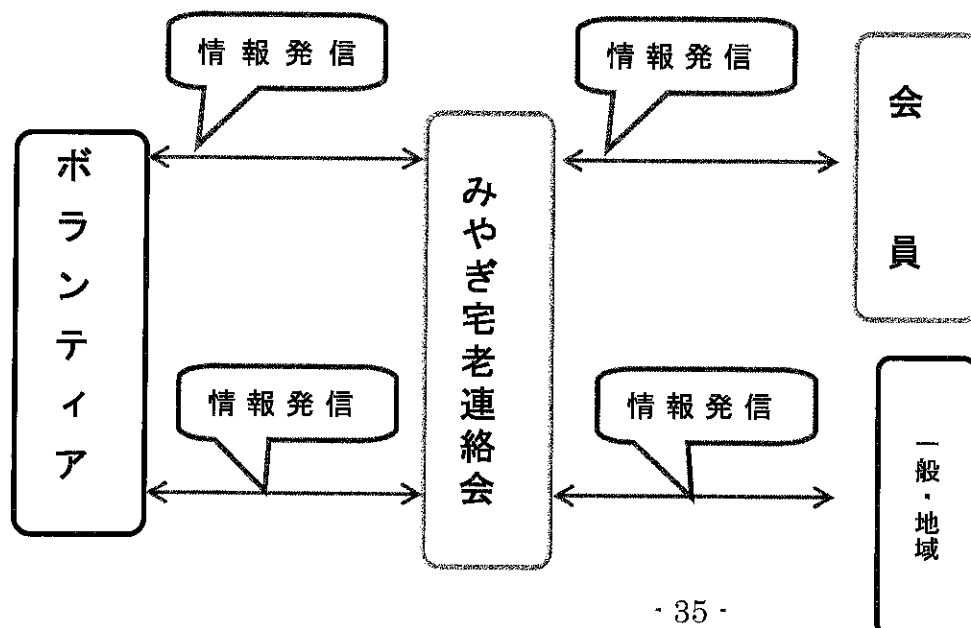 情報発信
情報発信
会員
ボランティア
みやぎ宅老連絡会
情報発信
情報発信
一般・地域
- 35 -